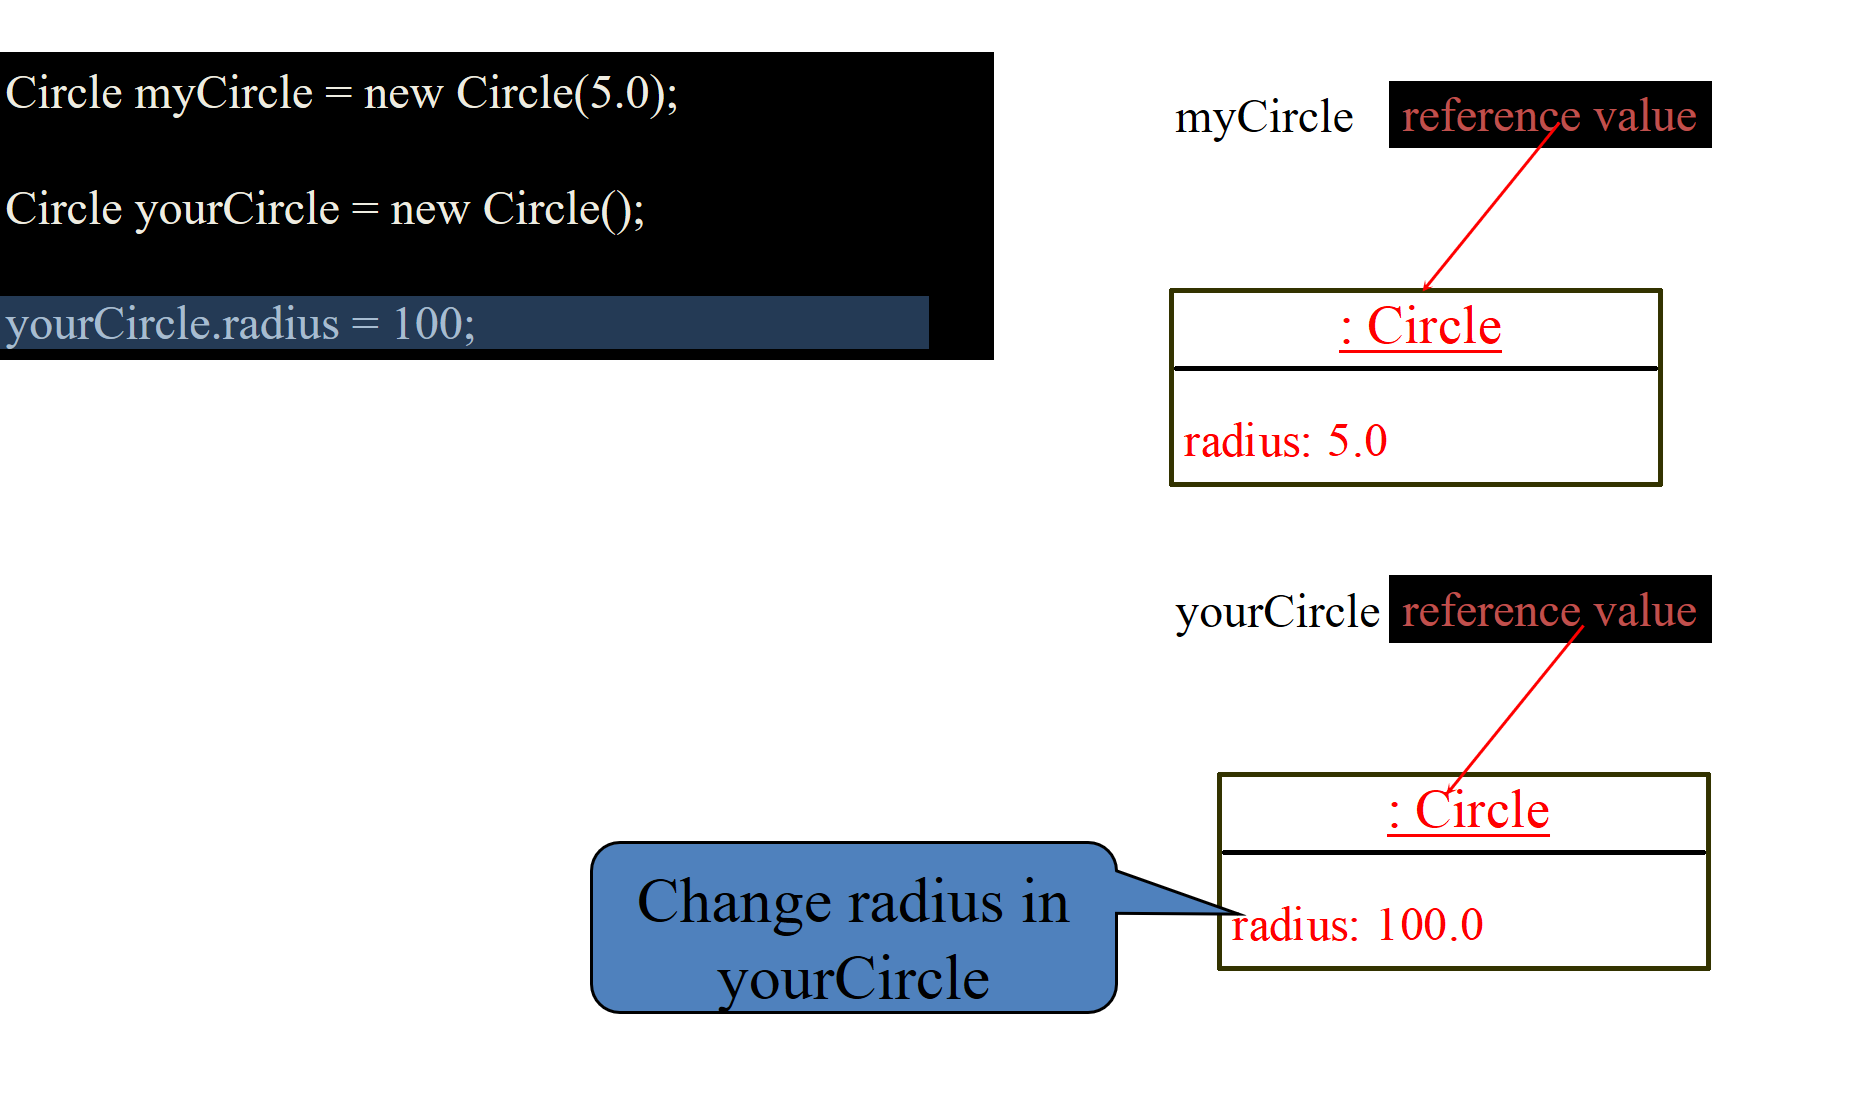 Circle myCircle = new Circle(5.0);
Circle yourCircle = new Circle();
yourCircle.radius = 100;
myCircle reference value
: Circle
radius: 5.0
yourCircle reference value
: Circle
radius: 100.0
Change radius in
yourCircle